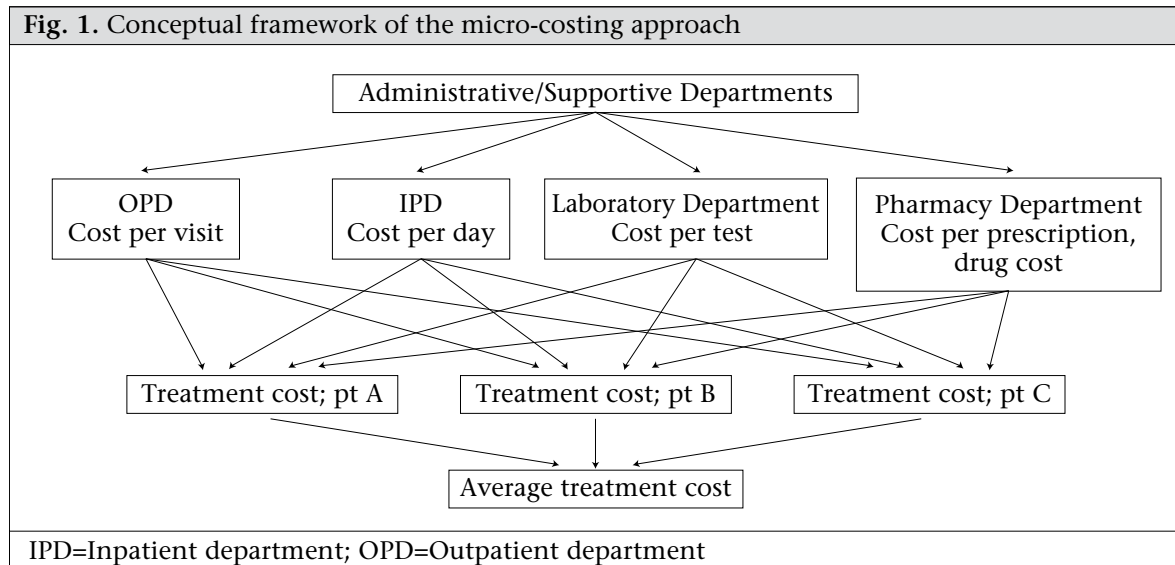 Fig. 1. Conceptual framework of the micro-costing approach
Administrative/Supportive Departments
OPD
Cost per visit
IPD
Cost per day
Laboratory Department
Cost per test
Pharmacy Department
Cost per prescription,
drug cost
Treatment cost; pt A
Treatment cost; pt B
Treatment cost; pt C
Average treatment cost
IPD=Inpatient department; OPD=Outpatient department